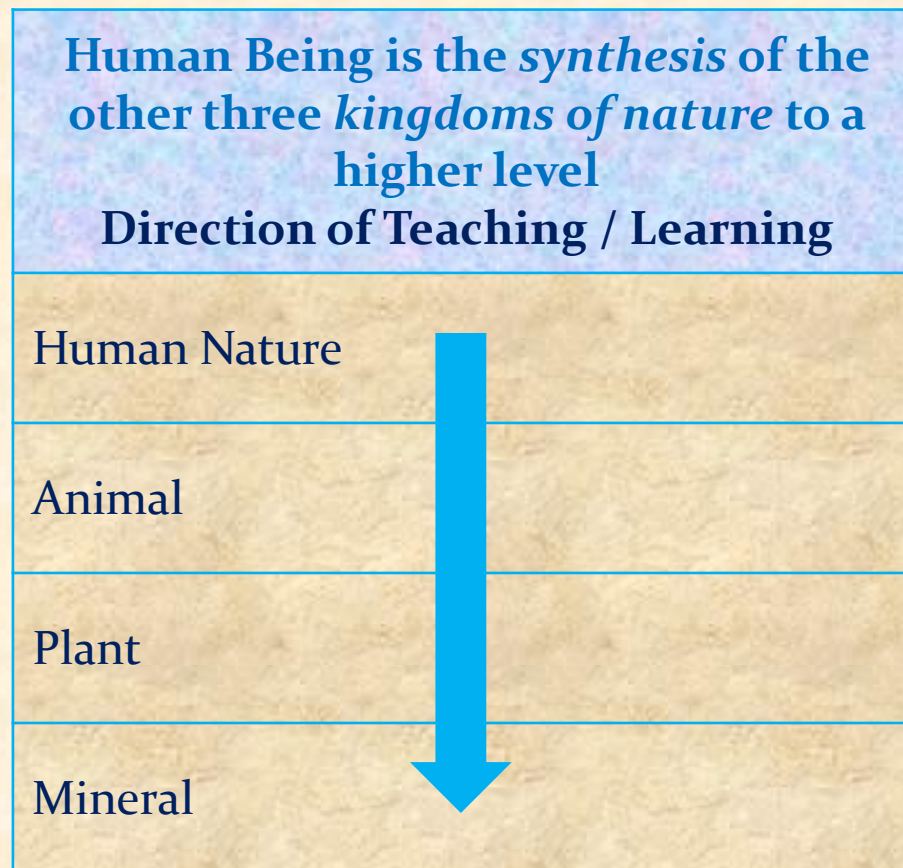 Human Being is the synthesis of the
other three kingdoms of nature to a
higher level
Direction of Teaching / Learning
Human Nature
Animal
Plant
Mineral